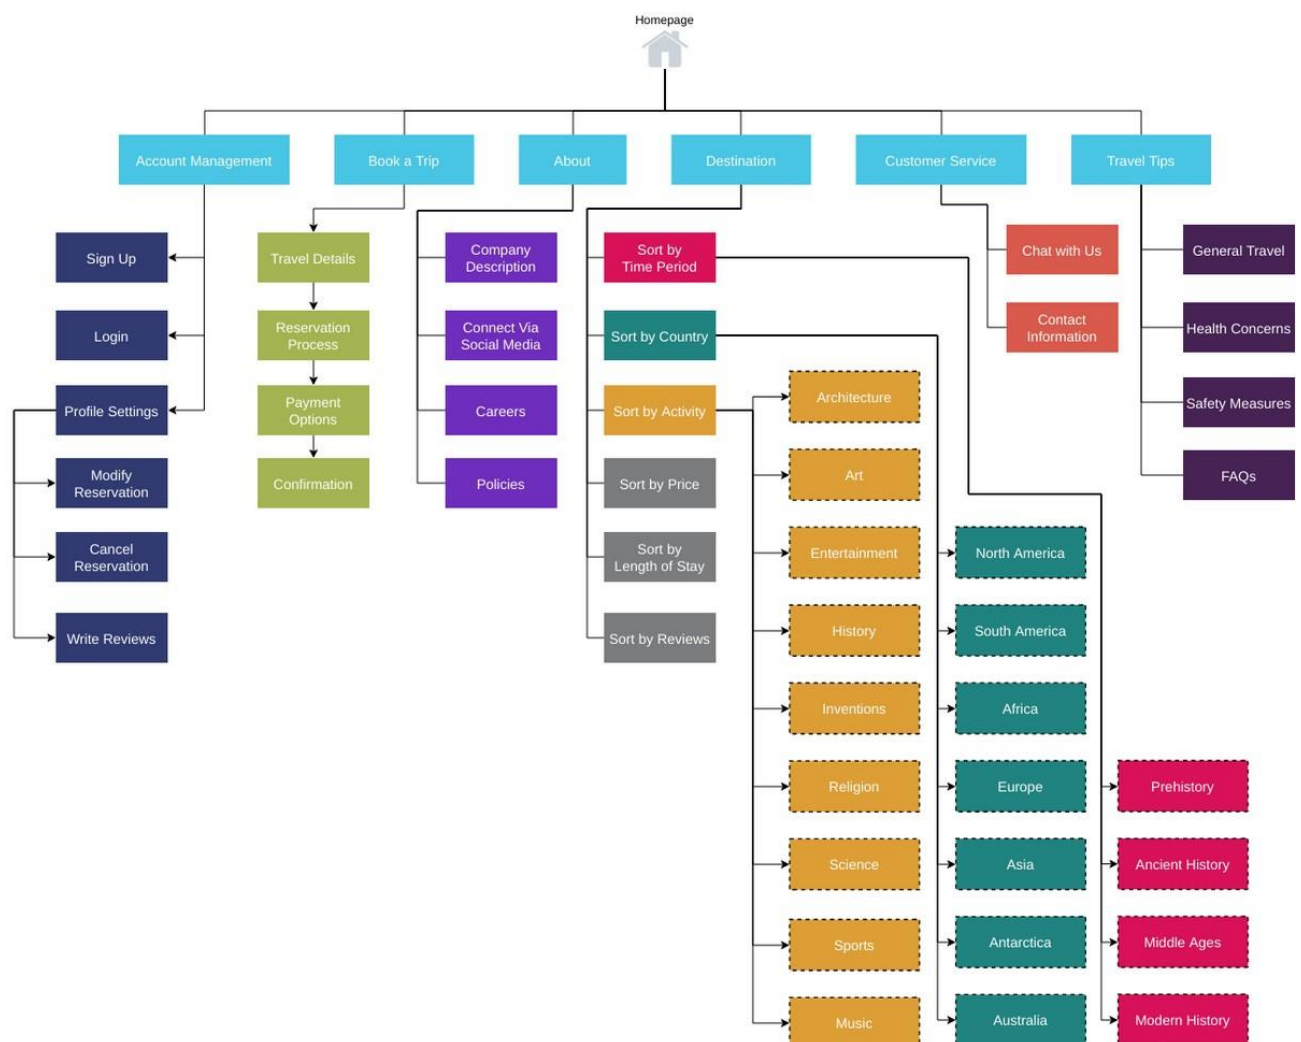 Homepage
Account Management
Book a Trip
About
Destination
Customer Service
Travel Tips
Sign Up
Login
Profile Settings
Modify
Reservation
Cancel
Reservation
Write Reviews
Travel Details
Reservation
Process
Payment
Options
Confirmation
Company
Description
Connect Via
Social Media
Careers
Policies
Sort by
Time Period
Sort by Country
Sort by Activity
Sort by Price
Sort by
Length of Stay
Sort by Reviews
Architecture
Art
Entertainment
History
Inventions
Religion
Science
Sports
Music
North America
South America
Africa
Europe
Asia
Antarctica
Australia
Prehistory
Ancient History
Middle Ages
Modern History
Chat with Us
Contact
Information
General Travel
Health Concerns
Safety Measures
FAQs